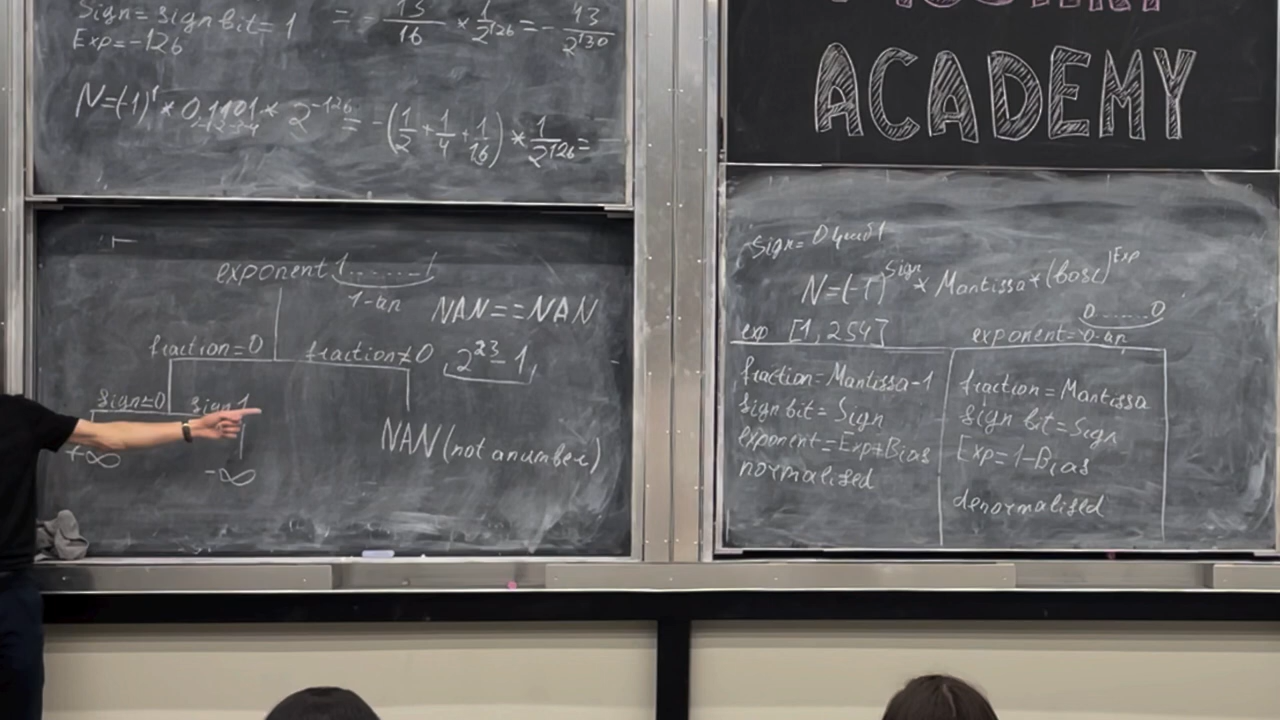 Sign=sign bit=1 = - 13/16 × 1/2^126 = - 13/2^130
Exp=-126
N=(-1)^1 * 0,1101 * 2^-126 = -(1/2+1/4+1/16) * 1/2^126 =
exponent 1......1
NAN==NAN
fraction=0 fraction≠0 2^23-1,
sign=0 sign 1
+∞ -∞
NAN (not a number)
ACADEMY
Sign=0 1
N=(-1)^Sign * Mantissa*(base)^Exp
0......0
exp [1,254] exponent=0
fraction=Mantissa-1 fraction=Mantissa
sign bit=Sign sign bit=Sign
exponent=Exp+Bias Exp=1-Bias
normalised
denormalised